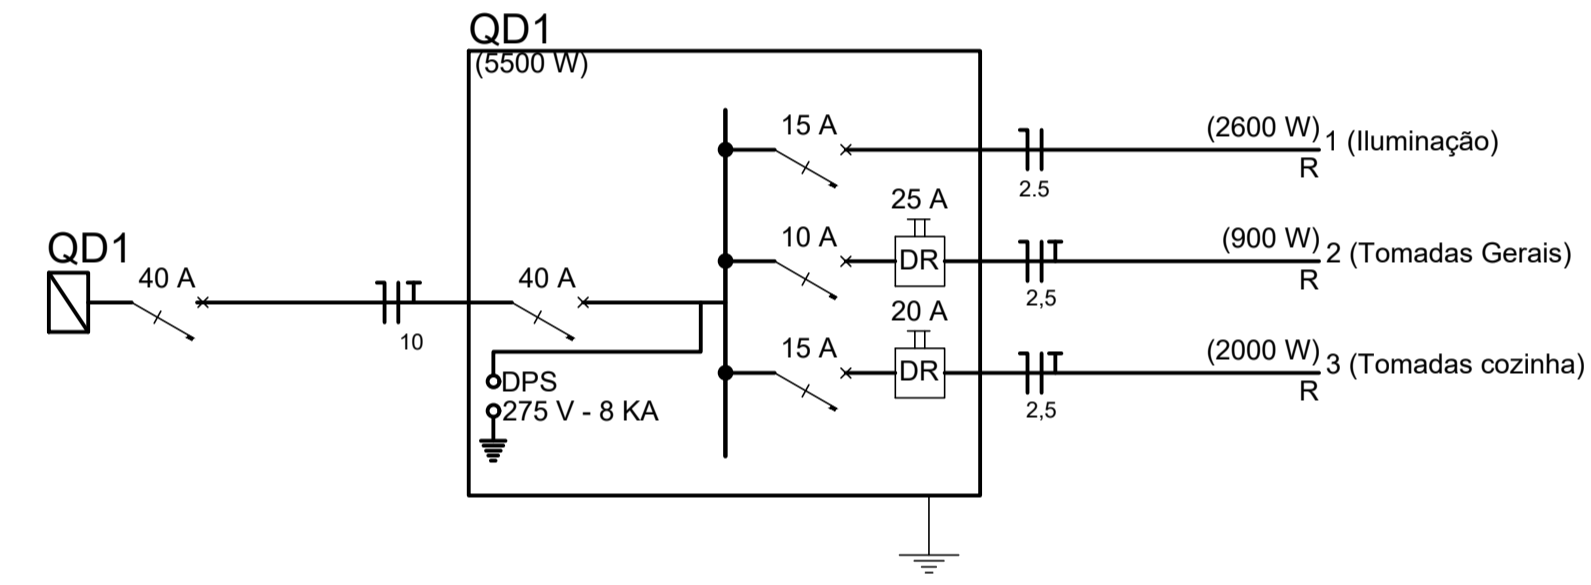 QD1
(5500 W)
QD1
40 A
10
40 A
DPS
275 V - 8 KA
15 A
2.5
(2600 W)
R
1 (Iluminação)
10 A
25 A
DR
2,5
(900 W)
R
2 (Tomadas Gerais)
15 A
20 A
DR
2,5
(2000 W)
R
3 (Tomadas cozinha)